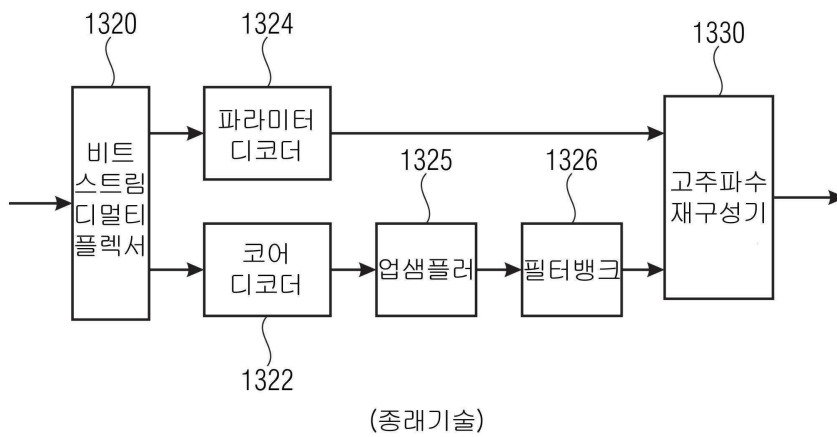 1320
1324
1330
파라미터
디코더
1325
1326
비트
스트림
디멀티
플렉서
고주파수
재구성기
코어
디코더
업샘플러
필터뱅크
1322
(종래기술)